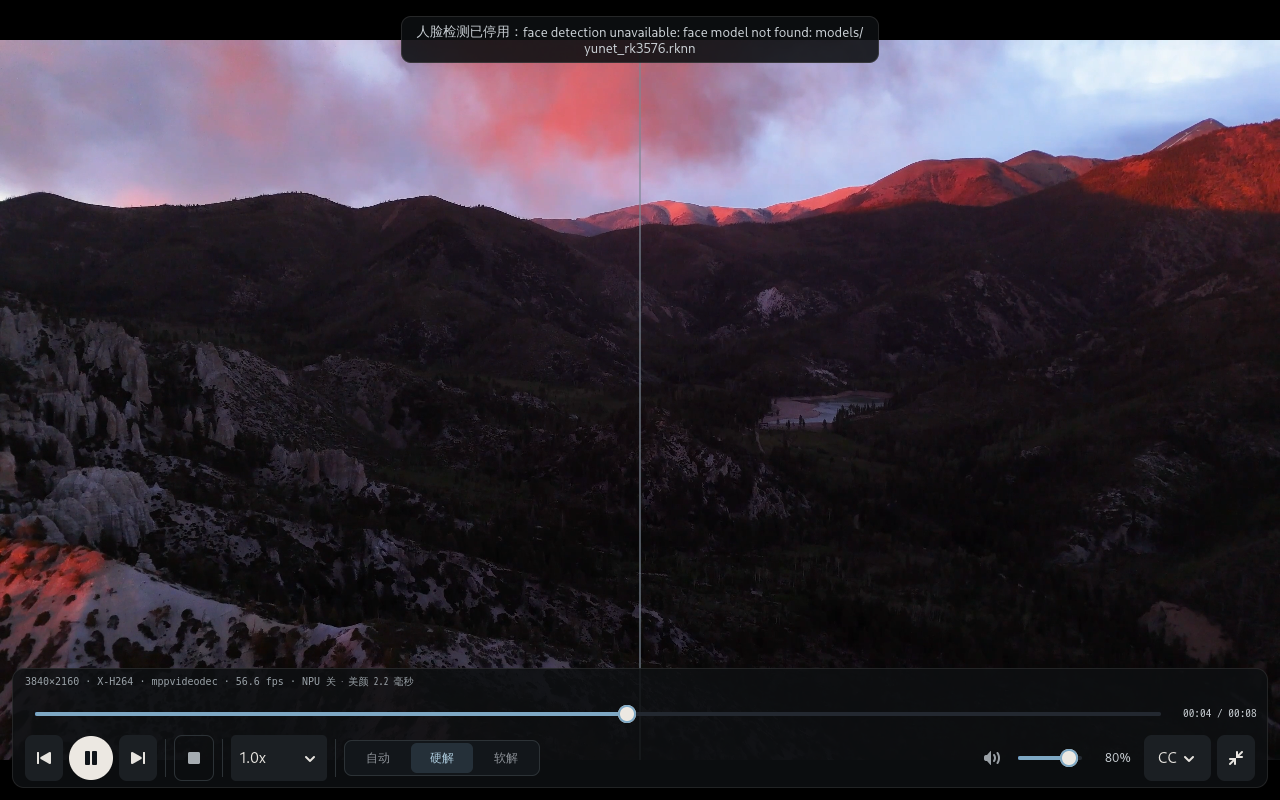 人脸检测已停用：face detection unavailable: face model not found: models/
yunet_rk3576.rknn
3840×2160 · X-H264 · mppvideodec · 56.6 fps · NPU 关 · 美颜 2.2 毫秒
00:04 / 00:08
1.0x
自动
硬解
软解
80%
CC